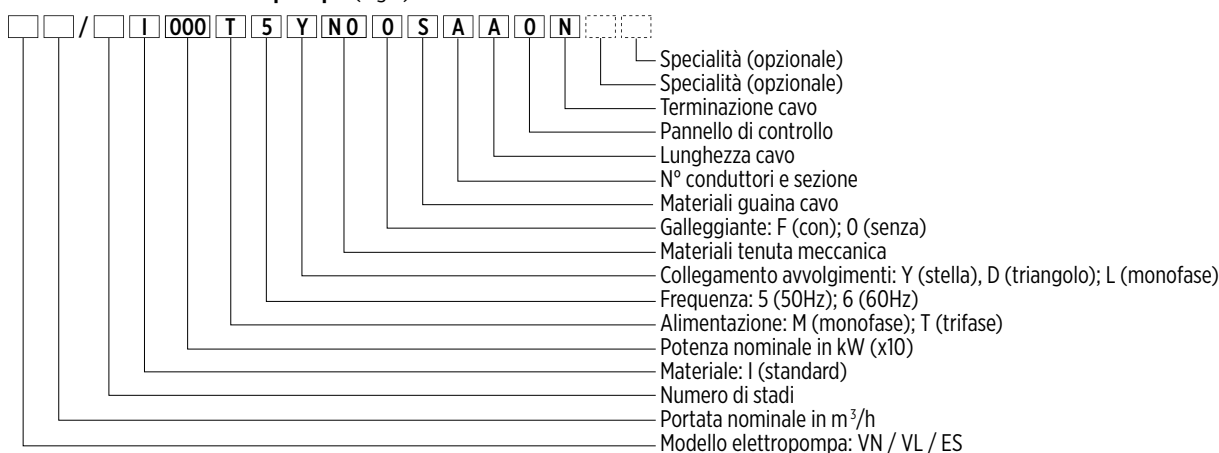 / I 000 T 5 Y N0 0 S A A 0 N
Specialità (opzionale)
Specialità (opzionale)
Terminazione cavo
Pannello di controllo
Lunghezza cavo
N° conduttori e sezione
Materiali guaina cavo
Galleggiante: F (con); 0 (senza)
Materiali tenuta meccanica
Collegamento avvolgimenti: Y (stella), D (triangolo); L (monofase)
Frequenza: 5 (50Hz); 6 (60Hz)
Alimentazione: M (monofase); T (trifase)
Potenza nominale in kW (x10)
Materiale: I (standard)
Numero di stadi
Portata nominale in m³/h
Modello elettropompa: VN / VL / ES